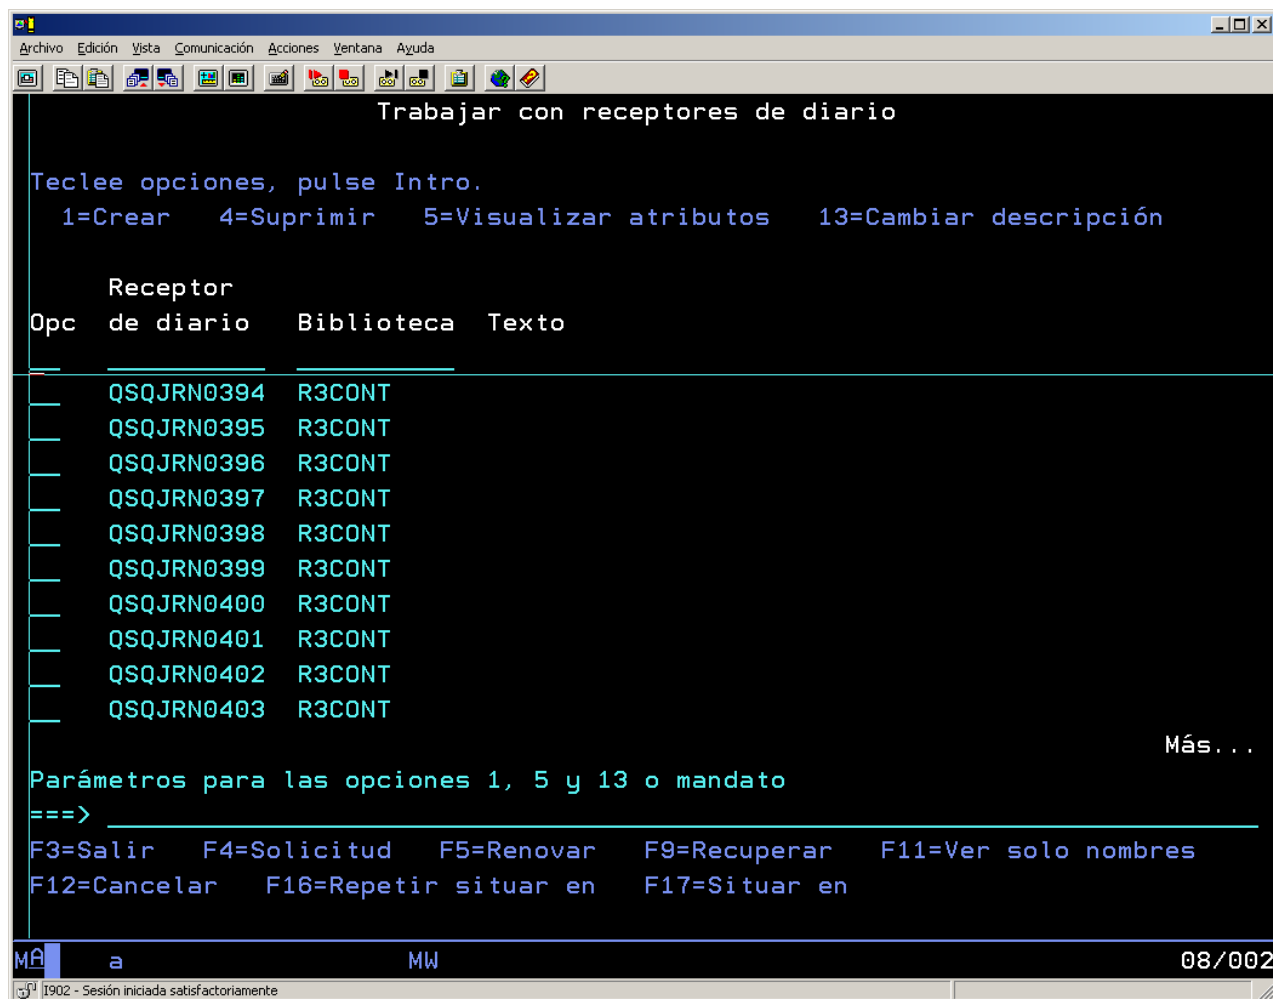 Archivo Edición Vista Comunicación Acciones Ventana Ayuda
Trabajar con receptores de diario
Teclee opciones, pulse Intro.
1=Crear 4=Suprimir 5=Visualizar atributos 13=Cambiar descripción
Receptor
Opc de diario Biblioteca Texto
QSQJRN0394 R3CONT
QSQJRN0395 R3CONT
QSQJRN0396 R3CONT
QSQJRN0397 R3CONT
QSQJRN0398 R3CONT
QSQJRN0399 R3CONT
QSQJRN0400 R3CONT
QSQJRN0401 R3CONT
QSQJRN0402 R3CONT
QSQJRN0403 R3CONT
Más...
Parámetros para las opciones 1, 5 y 13 o mandato
===>
F3=Salir F4=Solicitud F5=Renovar F9=Recuperar F11=Ver solo nombres
F12=Cancelar F16=Repetir situar en F17=Situar en
MA a MW 08/002
I902 - Sesión iniciada satisfactoriamente